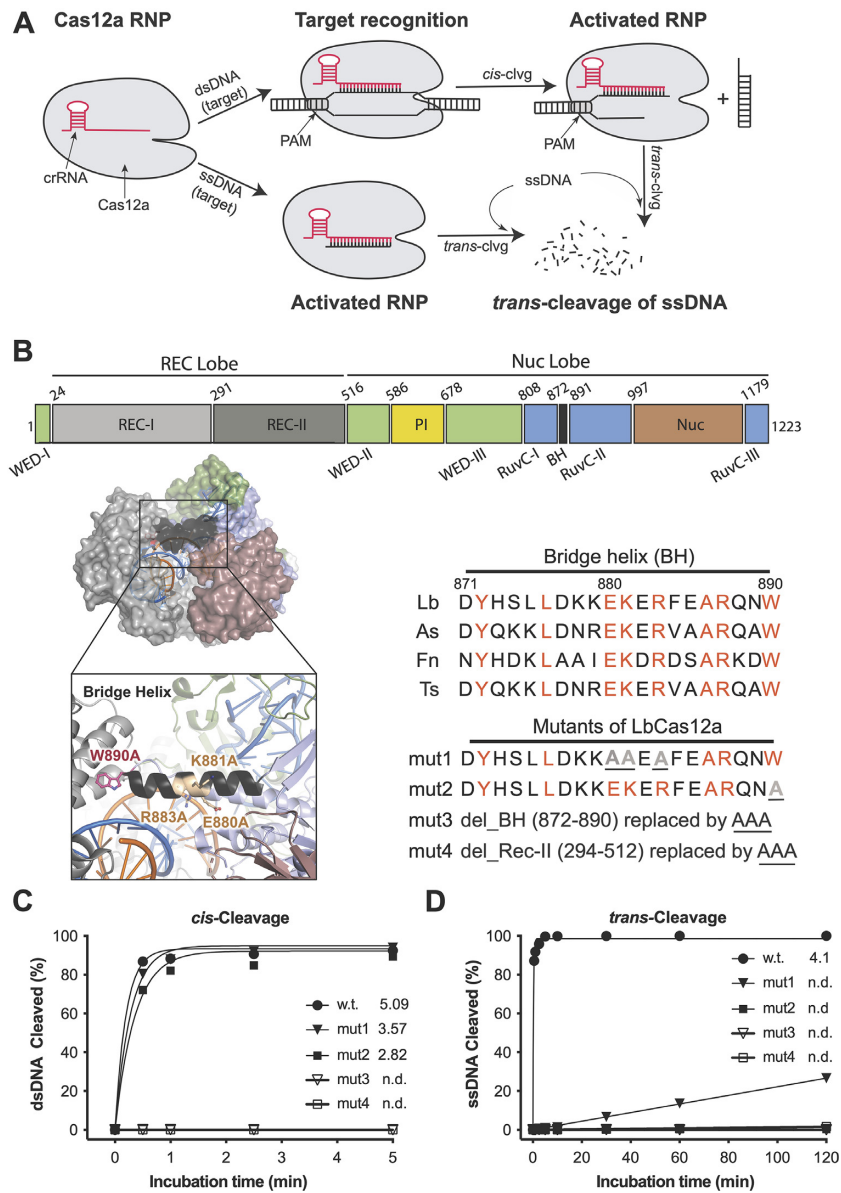 A
Cas12a RNP
Target recognition
Activated RNP
dsDNA
(target)
cis-clvg
PAM
PAM
+
crRNA
Cas12a
ssDNA
(target)
ssDNA
trans-clvg
trans-clvg
Activated RNP
trans-cleavage of ssDNA
B
REC Lobe
Nuc Lobe
24 291 516 586 678 808 872 891 997 1179
1 REC-I REC-II PI Nuc 1223
WED-I WED-II WED-III RuvC-I BH RuvC-II RuvC-III
Bridge helix (BH)
871 880 890
Lb DYHSLLDKKEKERFEARQNW
As DYQKKLDNREKERVAARQAW
Fn NYHDKLAAIEKDRDSARKDW
Ts DYQKKLDNREKERVAARQAW
Mutants of LbCas12a
mut1 DYHSLLDKKAAEAFEARQNW
mut2 DYHSLLDKKEKERFEARQNA
mut3 del_BH (872-890) replaced by AAA
mut4 del_Rec-II (294-512) replaced by AAA
Bridge Helix
W890A
K881A
R883A
E880A
C
cis-Cleavage
dsDNA Cleaved (%)
100
80
60
40
20
0
w.t. 5.09
mut1 3.57
mut2 2.82
mut3 n.d.
mut4 n.d.
0 1 2 3 4 5
Incubation time (min)
D
trans-Cleavage
ssDNA Cleaved (%)
100
80
60
40
20
0
w.t. 4.1
mut1 n.d.
mut2 n.d
mut3 n.d.
mut4 n.d.
0 20 40 60 80 100 120
Incubation time (min)